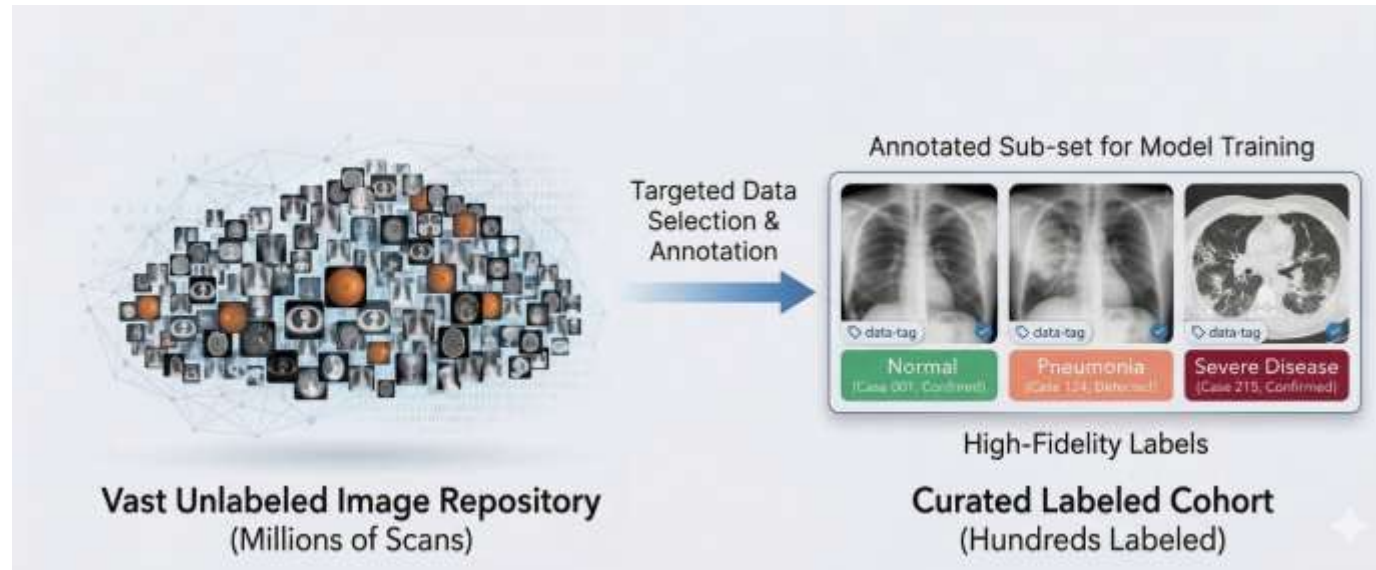 Annotated Sub-set for Model Training
Targeted Data
Selection &
Annotation
data-tag
data-tag
data-tag
Normal
(Case 001, Confirmed)
Pneumonia
(Case 124, Detected)
Severe Disease
(Case 215, Confirmed)
High-Fidelity Labels
Vast Unlabeled Image Repository
(Millions of Scans)
Curated Labeled Cohort
(Hundreds Labeled)